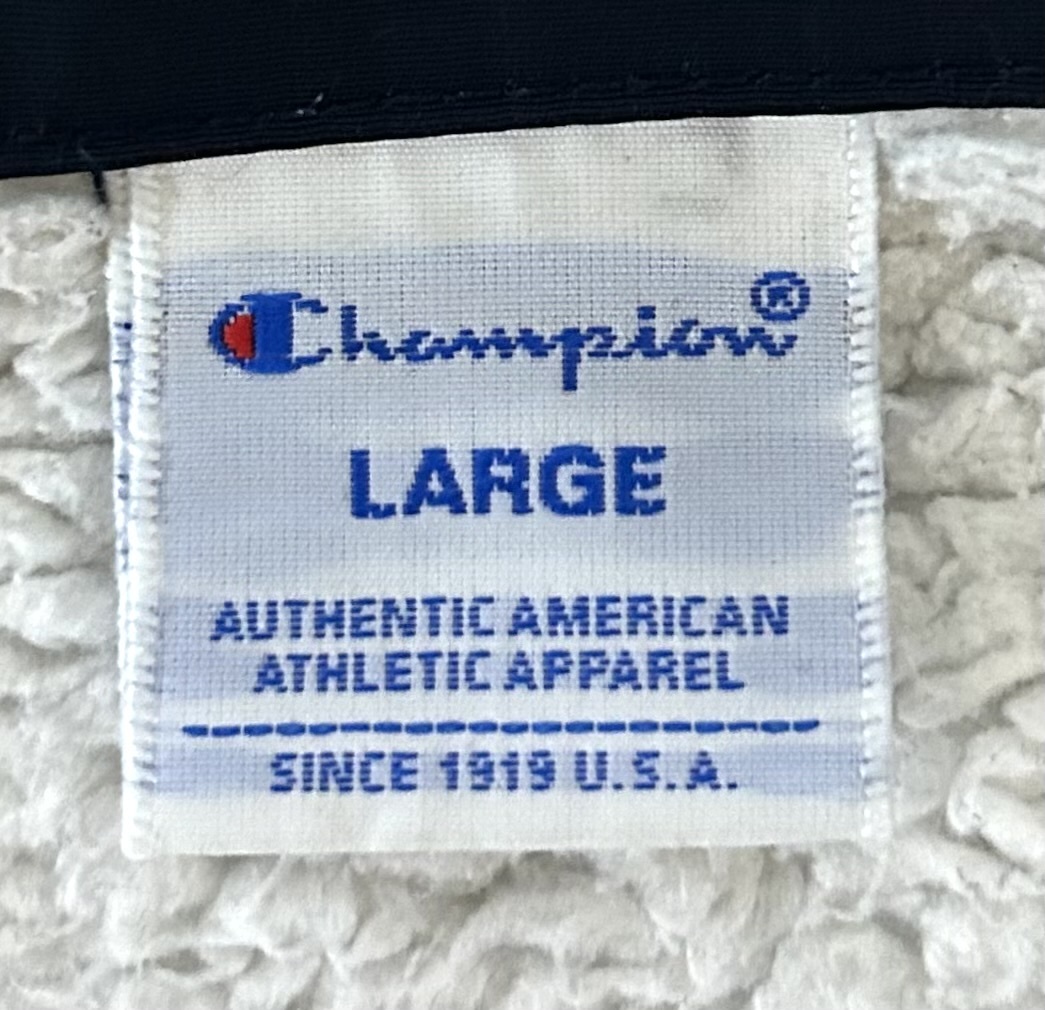 Champion®
LARGE
AUTHENTIC AMERICAN
ATHLETIC APPAREL
SINCE 1919 U.S.A.